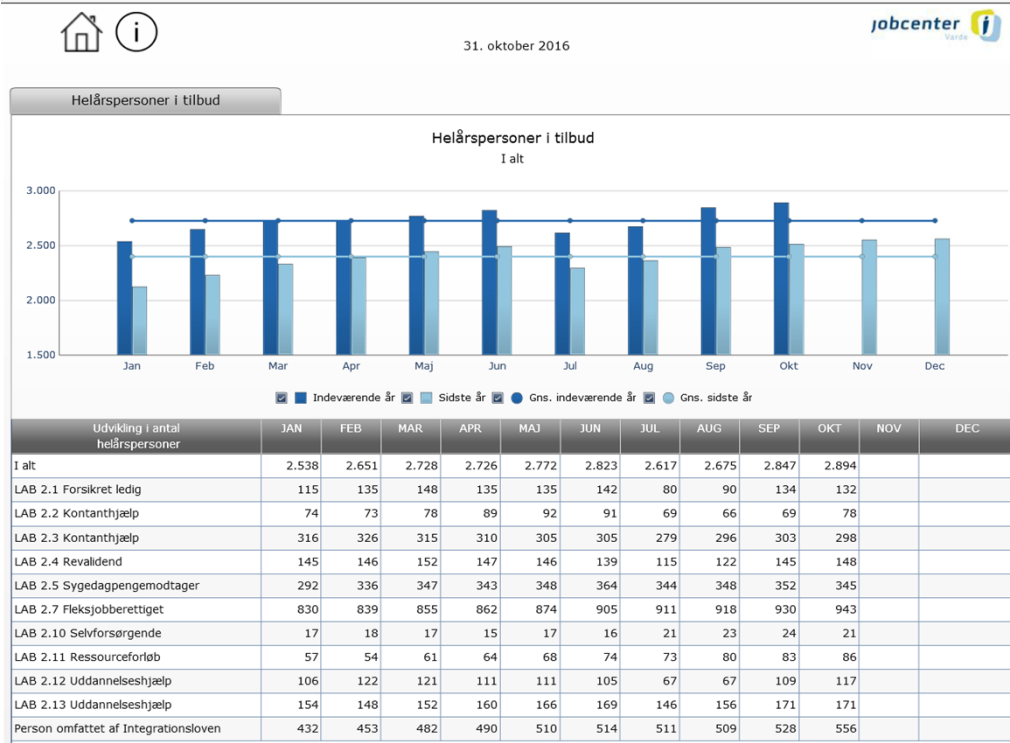 jobcenter
Varde
31. oktober 2016
Helårspersoner i tilbud
Helårspersoner i tilbud
I alt
3.000
2.500
2.000
1.500
Jan Feb Mar Apr Maj Jun Jul Aug Sep Okt Nov Dec
Indeværende år Sidste år Gns. indeværende år Gns. sidste år
Udvikling i antal helårspersoner JAN FEB MAR APR MAJ JUN JUL AUG SEP OKT NOV DEC
I alt 2.538 2.651 2.728 2.726 2.772 2.823 2.617 2.675 2.847 2.894
LAB 2.1 Forsikret ledig 115 135 148 135 135 142 80 90 134 132
LAB 2.2 Kontanthjælp 74 73 78 89 92 91 69 66 69 78
LAB 2.3 Kontanthjælp 316 326 315 310 305 305 279 296 303 298
LAB 2.4 Revalidend 145 146 152 147 146 139 115 122 145 148
LAB 2.5 Sygedagpengemodtager 292 336 347 343 348 364 344 348 352 345
LAB 2.7 Fleksjobberettiget 830 839 855 862 874 905 911 918 930 943
LAB 2.10 Selvforsørgende 17 18 17 15 17 16 21 23 24 21
LAB 2.11 Ressourceforløb 57 54 61 64 68 74 73 80 83 86
LAB 2.12 Uddannelseshjælp 106 122 121 111 111 105 67 67 109 117
LAB 2.13 Uddannelseshjælp 154 148 152 160 166 169 146 156 171 171
Person omfattet af Integrationsloven 432 453 482 490 510 514 511 509 528 556